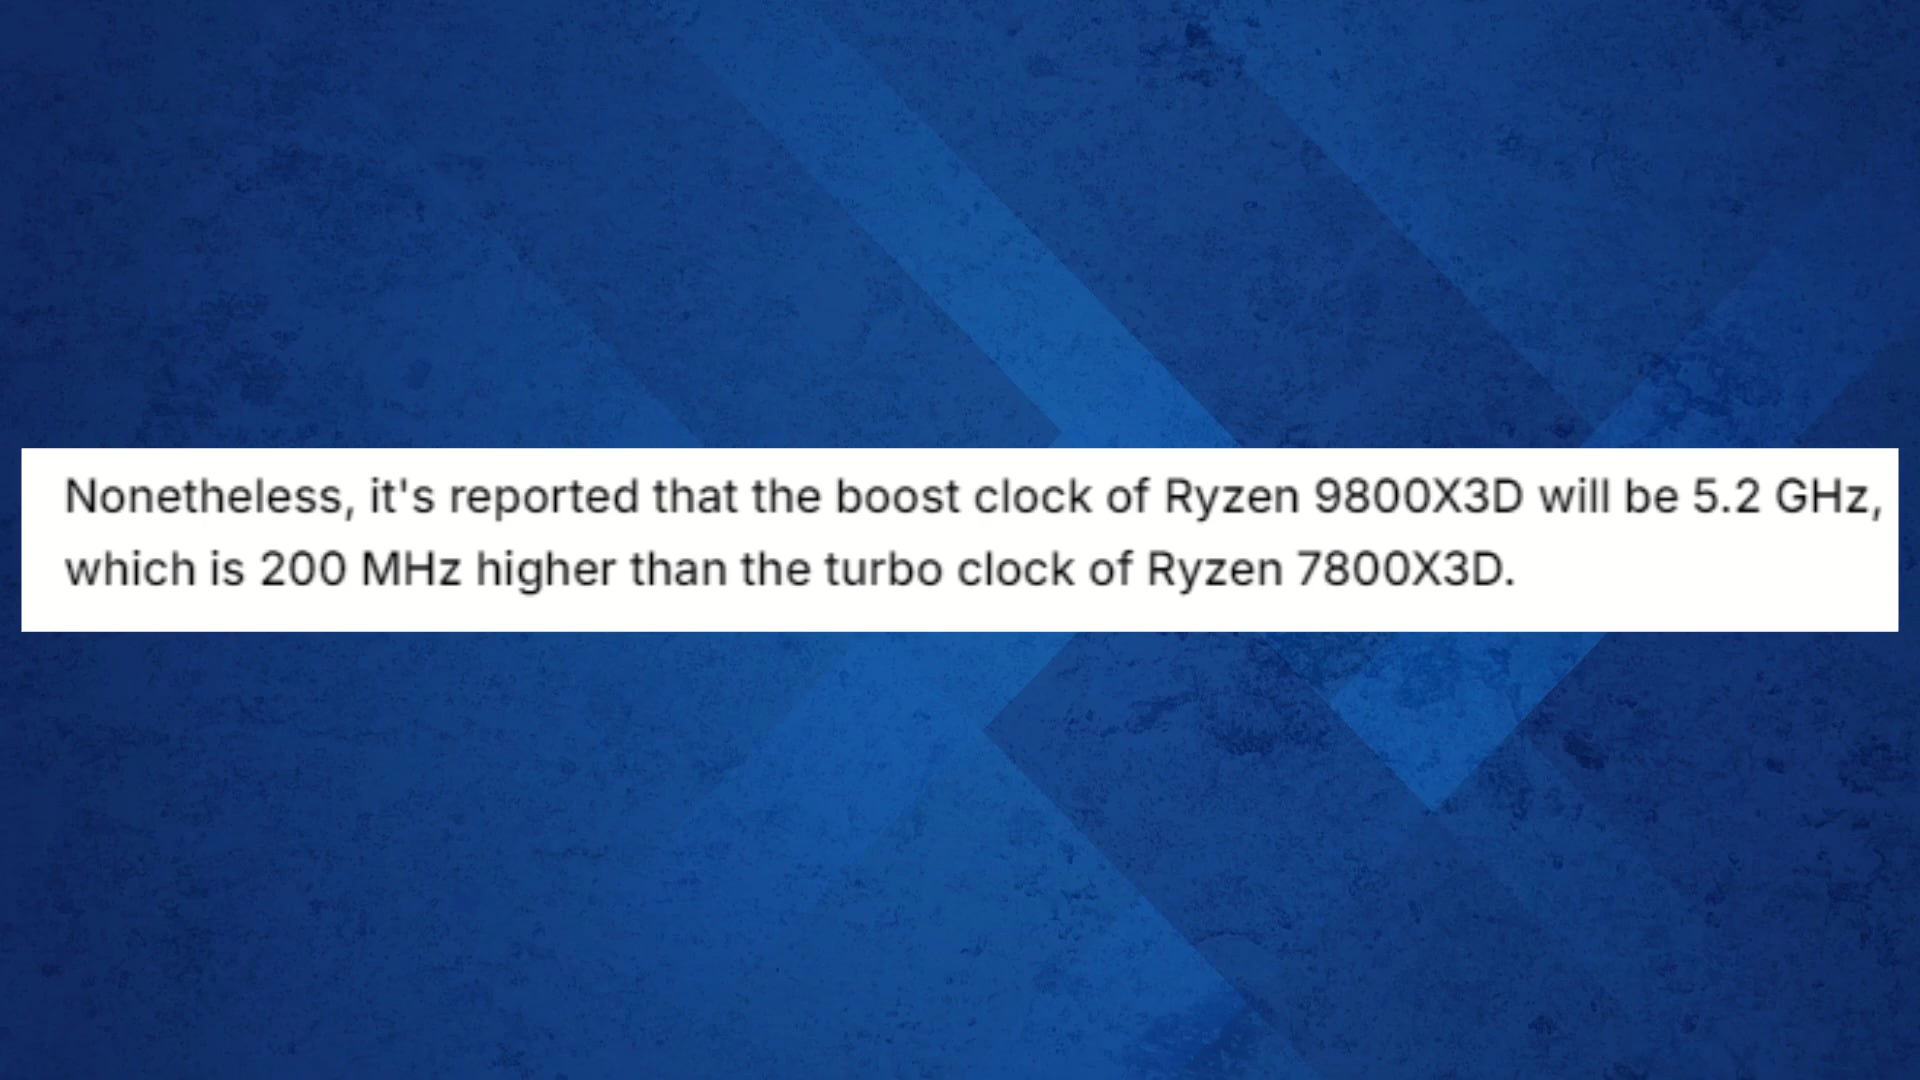 Nonetheless, it's reported that the boost clock of Ryzen 9800X3D will be 5.2 GHz,
which is 200 MHz higher than the turbo clock of Ryzen 7800X3D.